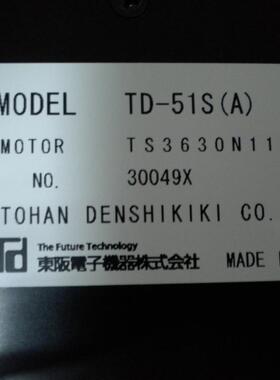 MODEL TD-51S(A)
MOTOR TS3630N11
NO. 30049X
TOHAN DENSHIKIKI CO.
Td The Future Technology
東阪電子機器株式会社 MADE